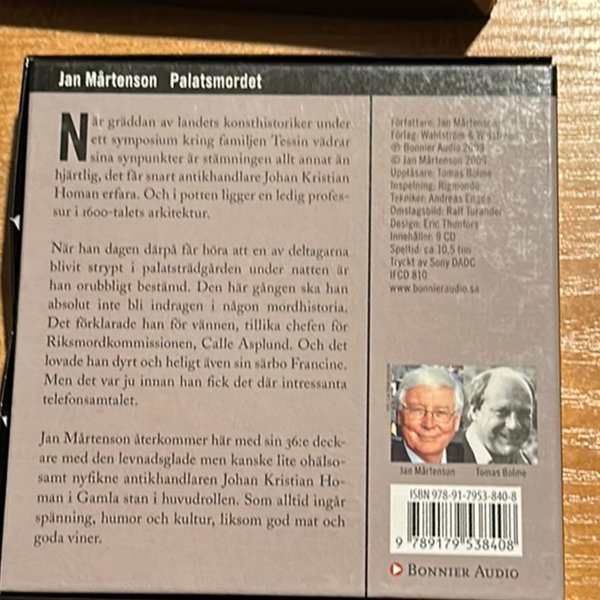 Jan Mårtenson Palatsmordet
När gräddan av landets konsthistoriker under
ett symposium kring familjen Tessin vädrar
sina synpunkter är stämningen allt annat än
hjärtlig, det får snart antikhandlare Johan Kristian
Homan erfara. Och i potten ligger en ledig profes-
sur i 1600-talets arkitektur.
När han dagen därpå får höra att en av deltagarna
blivit strypt i palatsträdgården under natten är
han orubbligt bestämd. Den här gången ska han
absolut inte bli indragen i någon mordhistoria.
Det förklarade han för vännen, tillika chefen för
Riksmordkommissionen, Calle Asplund. Och det
lovade han dyrt och heligt även sin särbo Francine.
Men det var ju innan han fick det där intressanta
telefonsamtalet.
Jan Mårtenson återkommer här med sin 36:e deck-
are med den levnadsglade men kanske lite ohälso-
samt nyfikne antikhandlaren Johan Kristian Ho-
man i Gamla stan i huvudrollen. Som alltid ingår
spänning, humor och kultur, liksom god mat och
goda viner.
Författare: Jan Mårtenson
Förlag: Wahlström & Widstrand
℗ Bonnier Audio 2009
© Jan Mårtenson 2009
Uppläsare: Tomas Bolme
Inspelning: Rigmondo
Tekniker: Andreas
Omslagsbild: Ralf Turander
Design: Eric Thunfors
Innehåller: 9 CD
Speltid: ca 10,5 tim
Tryckt av Sony DADC
IFCD 810
www.bonnieraudio.se
Jan Mårtenson Tomas Bolme
ISBN 978-91-7953-840-8
9 789179 538408
BONNIER AUDIO